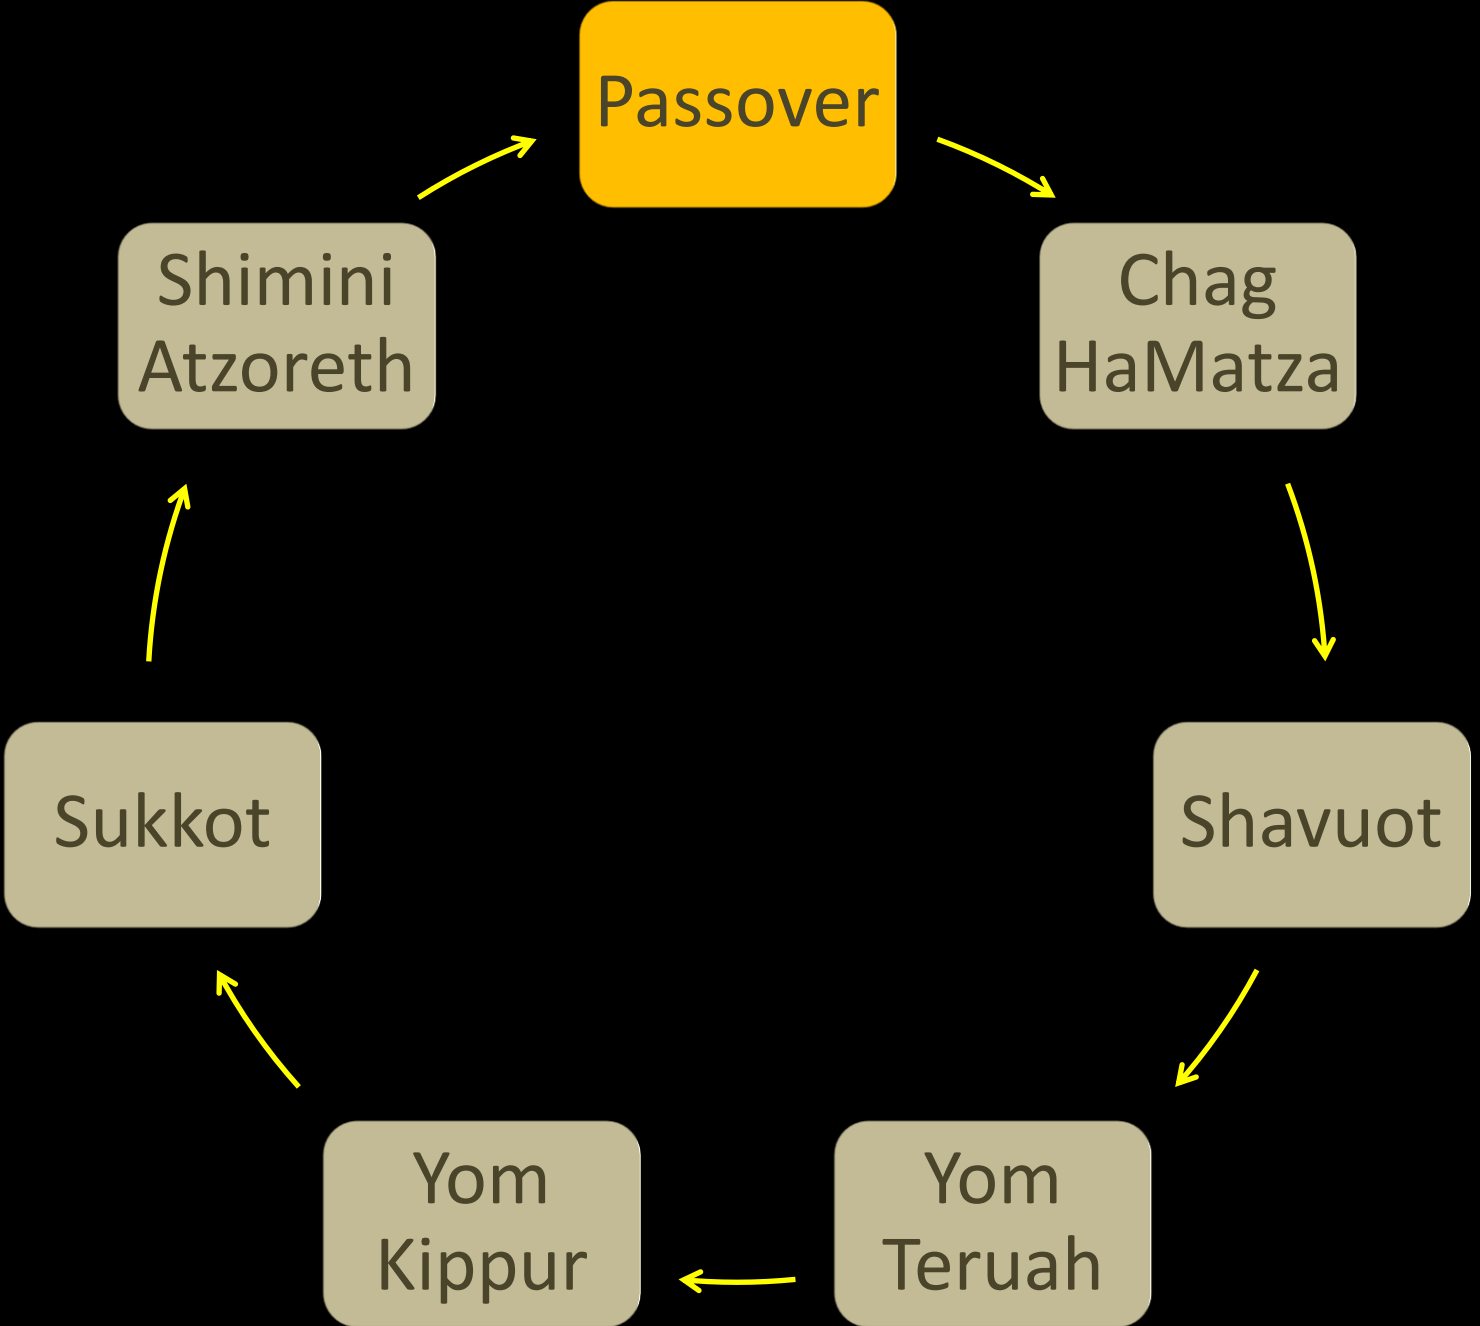 Passover
Chag
HaMatza
Shavuot
Yom
Teruah
Yom
Kippur
Sukkot
Shimini
Atzoreth